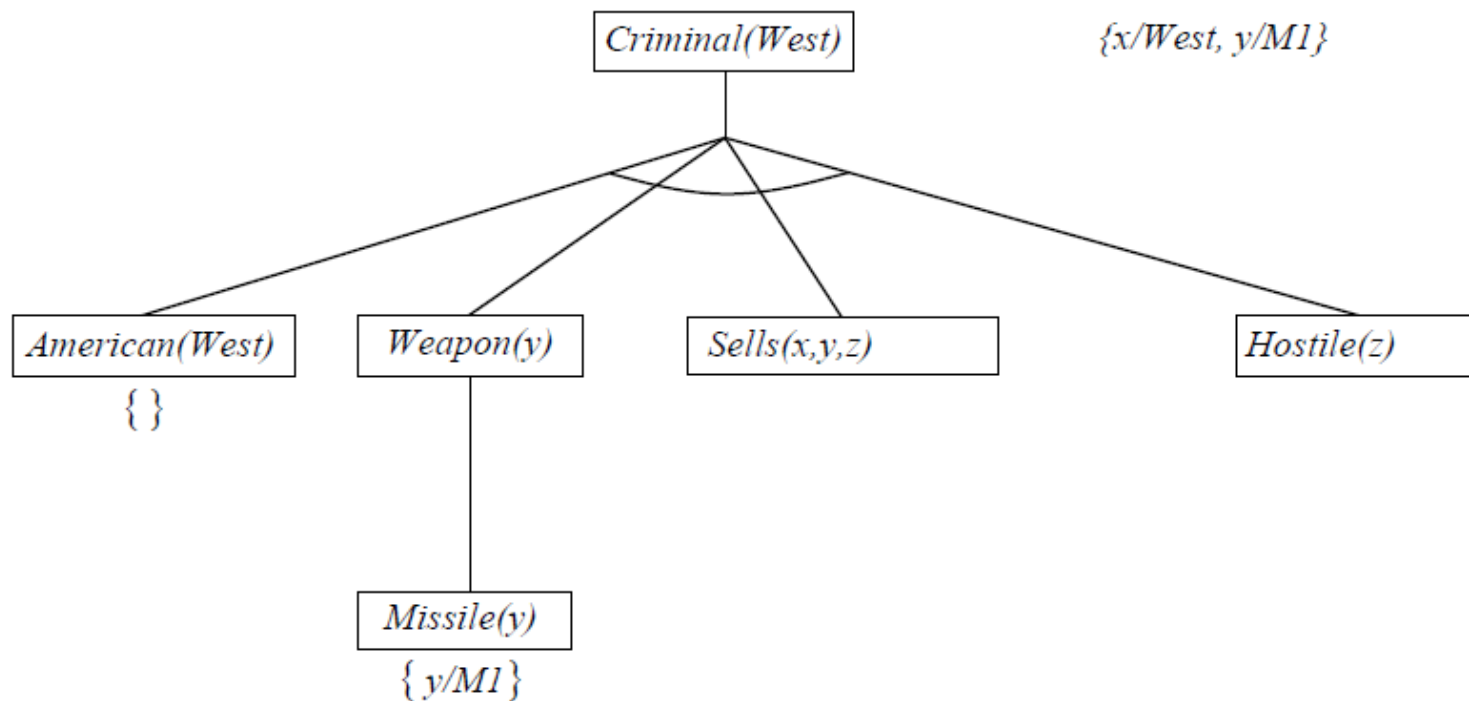 Criminal(West)
{x/West, y/M1}
American(West)
Weapon(y)
Sells(x,y,z)
Hostile(z)
{ }
Missile(y)
{ y/M1}